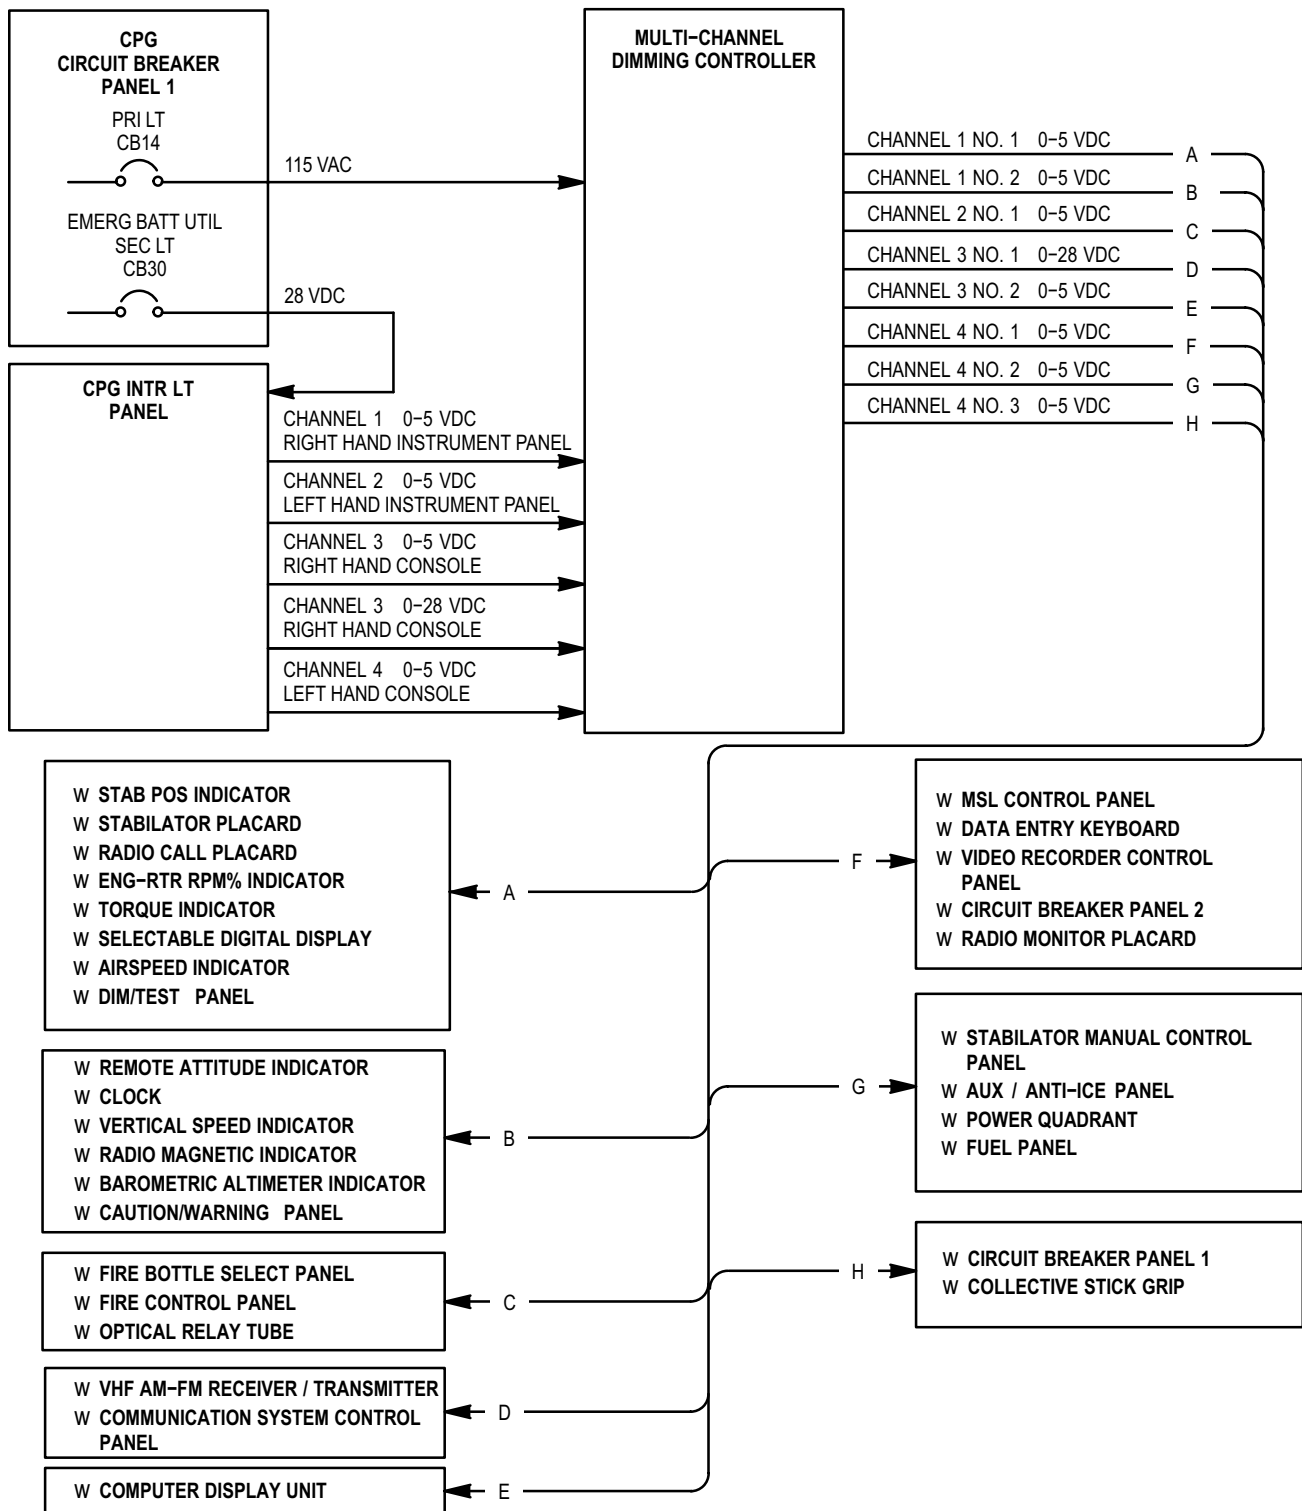 CPG
CIRCUIT BREAKER
PANEL 1
PRI LT
CB14
115 VAC
EMERG BATT UTIL
SEC LT
CB30
28 VDC
MULTI−CHANNEL
DIMMING CONTROLLER
CHANNEL 1 NO. 1 0−5 VDC
A
CHANNEL 1 NO. 2 0−5 VDC
B
CHANNEL 2 NO. 1 0−5 VDC
C
CHANNEL 3 NO. 1 0−28 VDC
D
CHANNEL 3 NO. 2 0−5 VDC
E
CHANNEL 4 NO. 1 0−5 VDC
F
CHANNEL 4 NO. 2 0−5 VDC
G
CHANNEL 4 NO. 3 0−5 VDC
H
CPG INTR LT
PANEL
CHANNEL 1 0−5 VDC
RIGHT HAND INSTRUMENT PANEL
CHANNEL 2 0−5 VDC
LEFT HAND INSTRUMENT PANEL
CHANNEL 3 0−5 VDC
RIGHT HAND CONSOLE
CHANNEL 3 0−28 VDC
RIGHT HAND CONSOLE
CHANNEL 4 0−5 VDC
LEFT HAND CONSOLE
W STAB POS INDICATOR
W STABILATOR PLACARD
W RADIO CALL PLACARD
W ENG−RTR RPM% INDICATOR
W TORQUE INDICATOR
W SELECTABLE DIGITAL DISPLAY
W AIRSPEED INDICATOR
W DIM/TEST PANEL
A
W REMOTE ATTITUDE INDICATOR
W CLOCK
W VERTICAL SPEED INDICATOR
W RADIO MAGNETIC INDICATOR
W BAROMETRIC ALTIMETER INDICATOR
W CAUTION/WARNING PANEL
B
W FIRE BOTTLE SELECT PANEL
W FIRE CONTROL PANEL
W OPTICAL RELAY TUBE
C
W VHF AM−FM RECEIVER / TRANSMITTER
W COMMUNICATION SYSTEM CONTROL
PANEL
D
W COMPUTER DISPLAY UNIT
E
F
W MSL CONTROL PANEL
W DATA ENTRY KEYBOARD
W VIDEO RECORDER CONTROL
PANEL
W CIRCUIT BREAKER PANEL 2
W RADIO MONITOR PLACARD
G
W STABILATOR MANUAL CONTROL
PANEL
W AUX / ANTI−ICE PANEL
W POWER QUADRANT
W FUEL PANEL
H
W CIRCUIT BREAKER PANEL 1
W COLLECTIVE STICK GRIP